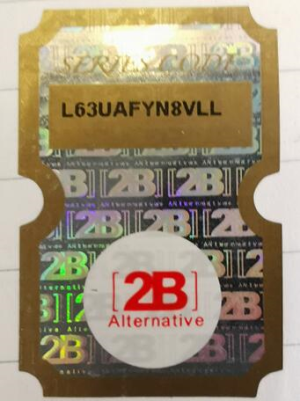 SERIES CODE
L63UAFYN8VLL
[2B]
Alternative